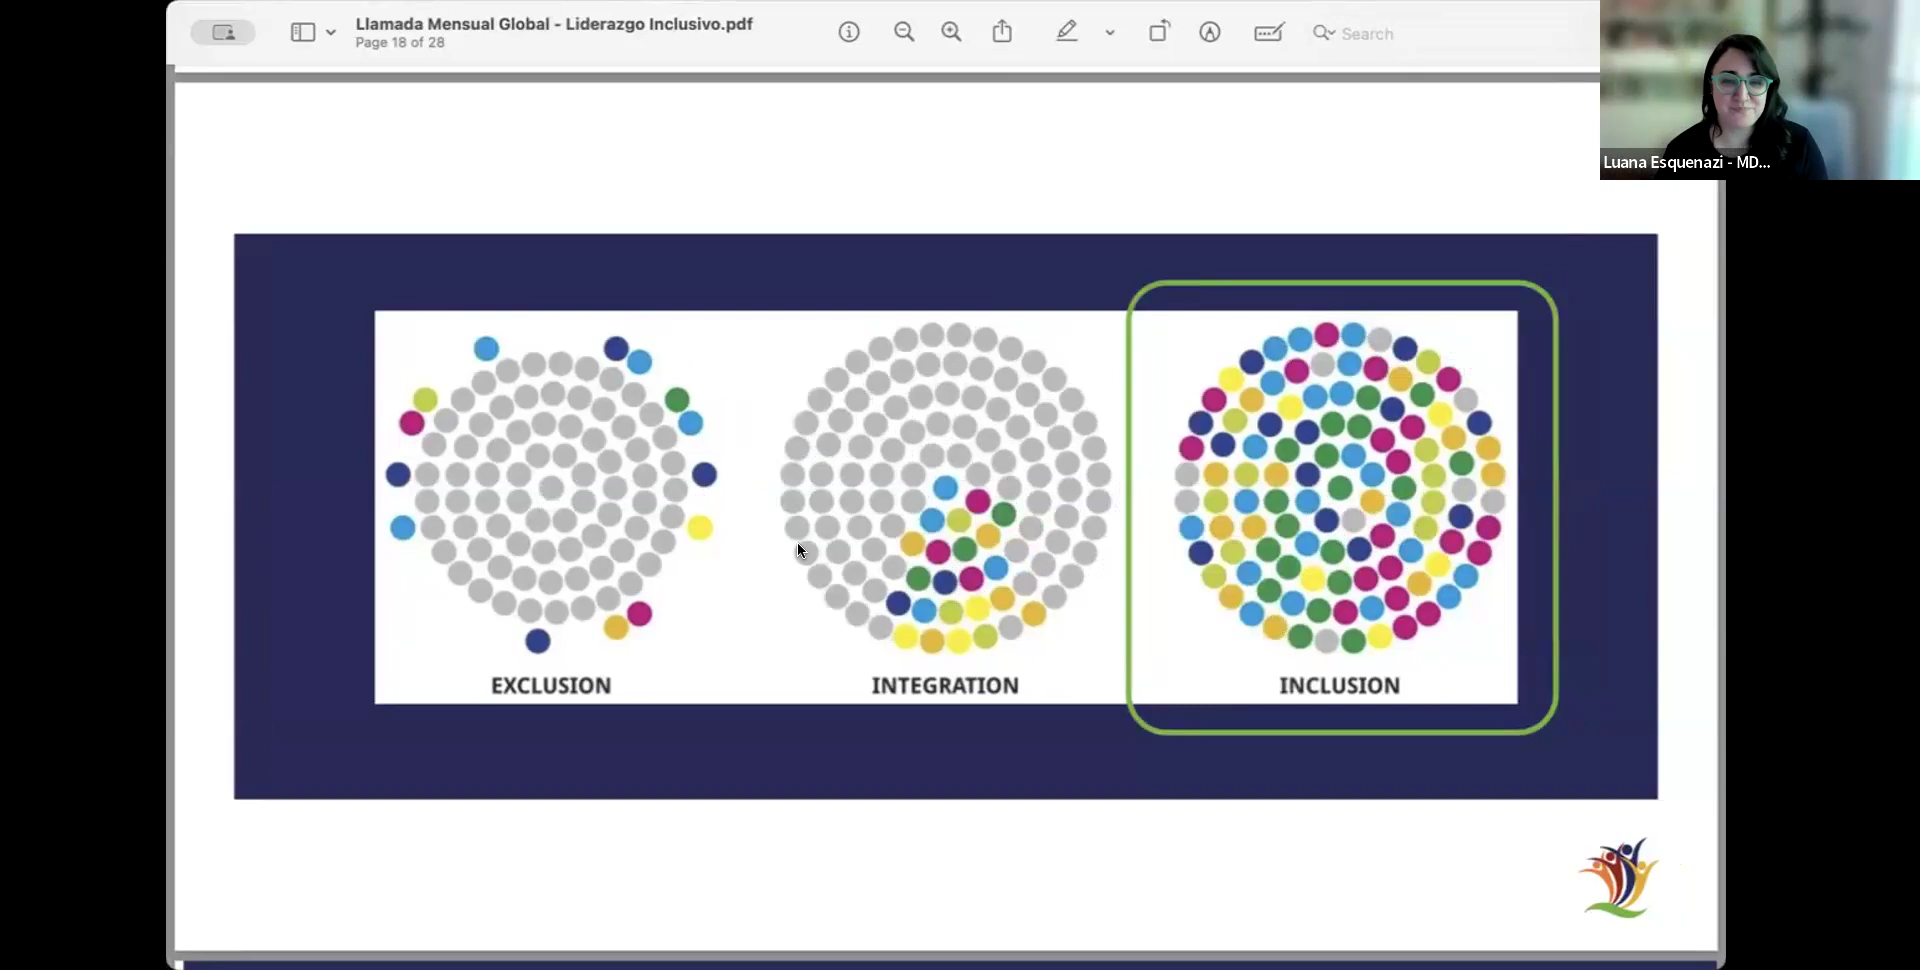 Llamada Mensual Global - Liderazgo Inclusivo.pdf
Page 18 of 28
Search
Luana Esquenazi - MD...
EXCLUSION
INTEGRATION
INCLUSION